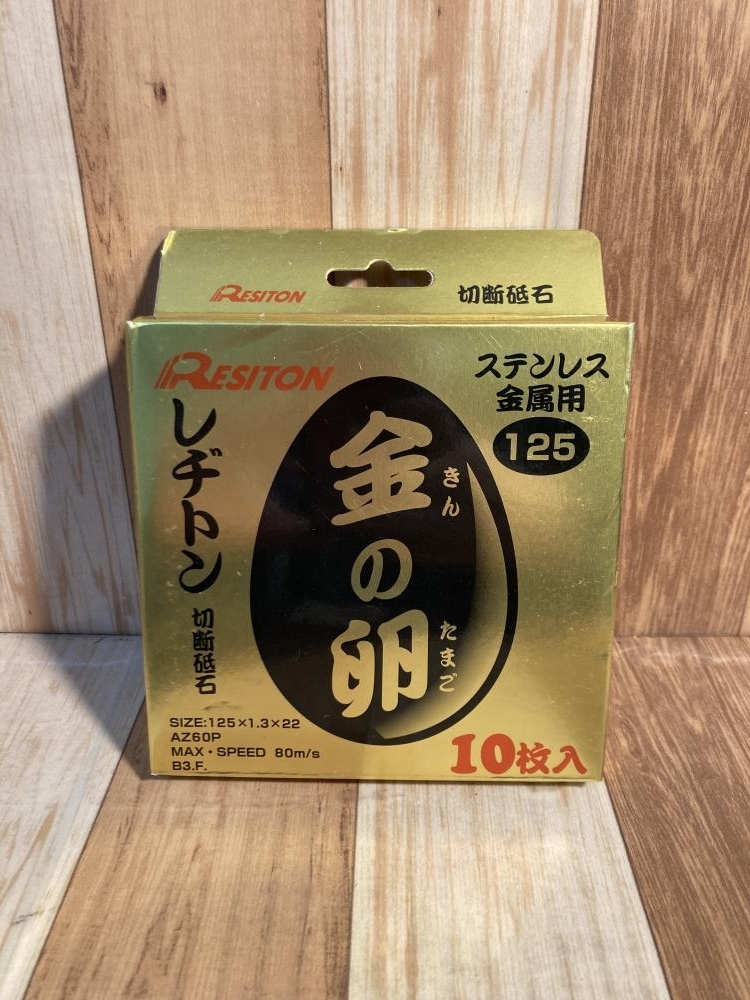 RESITON
切断砥石
RESITON
ステンレス
金属用
125
レヂトン
切断砥石
金の卵
きん
たまご
SIZE:125×1.3×22
AZ60P
MAX・SPEED 80m/s
B3.F.
10枚入